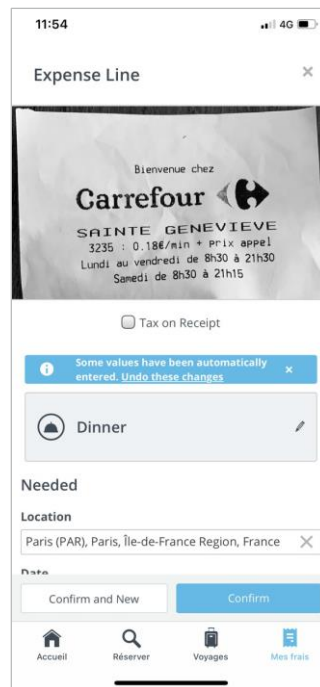 11:54
4G
Expense Line
Bienvenue chez
Carrefour
SAINTE GENEVIEVE
3235 : 0.18€/min + prix appel
Lundi au vendredi de 8h30 à 21h30
Samedi de 8h30 à 21h15
Tax on Receipt
Some values have been automatically
entered. Undo these changes
Dinner
Needed
Location
Paris (PAR), Paris, Île-de-France Region, France
Date
Confirm and New
Confirm
Accueil
Réserver
Voyages
Mes frais